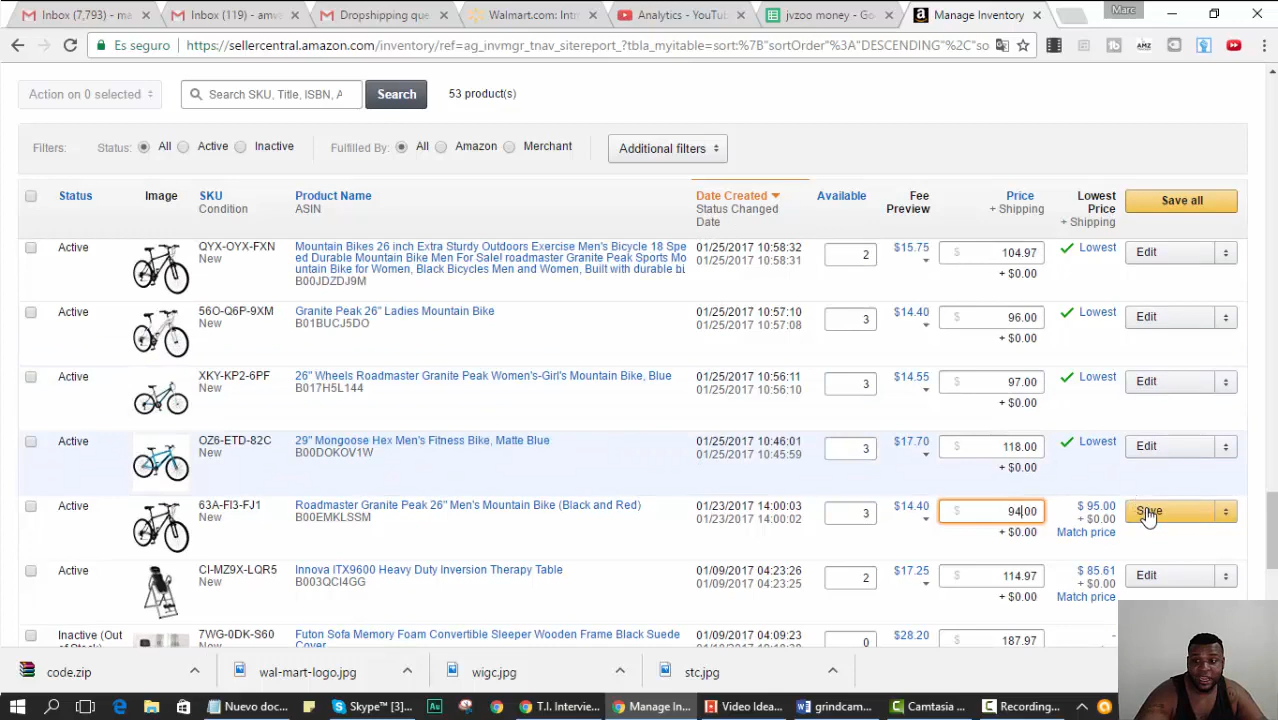 Marc
Inbox (7,793) - ma
Inbox (119) - amw
Dropshipping que
Walmart.com: Intr
Analytics - YouTu
jvzoo money - Go
Manage Inventory
Es seguro
https://sellercentral.amazon.com/inventory/ref=ag_invmgr_tnav_sitereport_?tbla_myitable=sort:%7B"sortOrder"%3A"DESCENDING"%2C"so
Action on 0 selected
Search SKU, Title, ISBN, A
Search
53 product(s)
Filters: Status: All Active Inactive Fulfilled By: All Amazon Merchant Additional filters
Status Image SKU Product Name Date Created Available Fee Price Lowest Save all
Condition ASIN Status Changed Preview + Shipping Price
Date + Shipping
Active QYX-OYX-FXN Mountain Bikes 26 inch Extra Sturdy Outdoors Exercise Men's Bicycle 18 Spe 01/25/2017 10:58:32 2 $15.75 $ 104.97 Lowest Edit
New ed Durable Mountain Bike Men For Sale! roadmaster Granite Peak Sports Mo 01/25/2017 10:58:31
untain Bike for Women, Black Bicycles Men and Women, Built with durable bi + $0.00
B00JDZDJ9M
Active 56O-Q6P-9XM Granite Peak 26" Ladies Mountain Bike 01/25/2017 10:57:10 3 $14.40 $ 96.00 Lowest Edit
New B01BUCJ5DO 01/25/2017 10:57:08
+ $0.00
Active XKY-KP2-6PF 26" Wheels Roadmaster Granite Peak Women's-Girl's Mountain Bike, Blue 01/25/2017 10:56:11 3 $14.55 $ 97.00 Lowest Edit
New B017H5L144 01/25/2017 10:56:10
+ $0.00
Active OZ6-ETD-82C 29" Mongoose Hex Men's Fitness Bike, Matte Blue 01/25/2017 10:46:01 3 $17.70 $ 118.00 Lowest Edit
New B00DOKOV1W 01/25/2017 10:45:59
+ $0.00
Active 63A-FI3-FJ1 Roadmaster Granite Peak 26" Men's Mountain Bike (Black and Red) 01/23/2017 14:00:03 3 $14.40 $ 94.00 $ 95.00 Save
New B00EMKLSSM 01/23/2017 14:00:02 + $0.00
+ $0.00 Match price
Active CI-MZ9X-LQR5 Innova ITX9600 Heavy Duty Inversion Therapy Table 01/09/2017 04:23:26 2 $17.25 $ 114.97 $ 85.61 Edit
New B003QCI4GG 01/09/2017 04:23:25 + $0.00
+ $0.00 Match price
Inactive (Out 7WG-0DK-S60 Futon Sofa Memory Foam Convertible Sleeper Wooden Frame Black Suede 01/09/2017 04:09:23 0 $28.20 $ 187.97 -
Cover
code.zip
wal-mart-logo.jpg
wigc.jpg
stc.jpg
Nuevo doc...
Skype™ [3]...
Au
T.I. Interview...
Manage In...
Video Idea...
grindcam...
Camtasia ...
Recording...